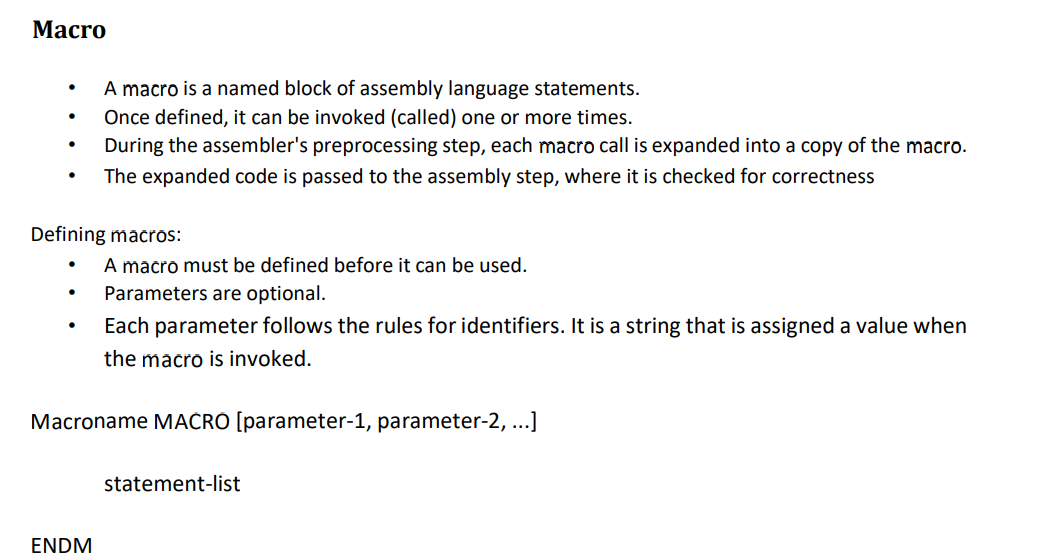 Macro
• A macro is a named block of assembly language statements.
• Once defined, it can be invoked (called) one or more times.
• During the assembler's preprocessing step, each macro call is expanded into a copy of the macro.
• The expanded code is passed to the assembly step, where it is checked for correctness
Defining macros:
• A macro must be defined before it can be used.
• Parameters are optional.
• Each parameter follows the rules for identifiers. It is a string that is assigned a value when
the macro is invoked.
Macroname MACRO [parameter-1, parameter-2, ...]
statement-list
ENDM